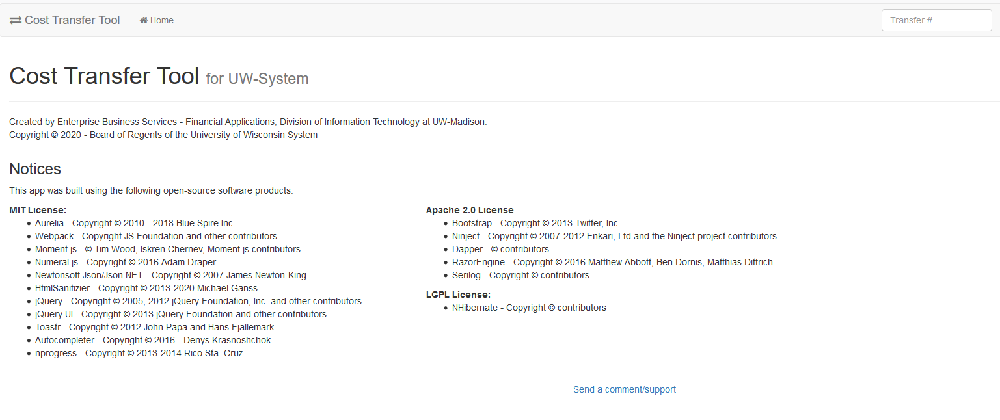 Cost Transfer Tool Home Transfer #
Cost Transfer Tool for UW-System
Created by Enterprise Business Services - Financial Applications, Division of Information Technology at UW-Madison.
Copyright © 2020 - Board of Regents of the University of Wisconsin System
Notices
This app was built using the following open-source software products:
MIT License:
• Aurelia - Copyright © 2010 - 2018 Blue Spire Inc.
• Webpack - Copyright JS Foundation and other contributors
• Moment.js - © Tim Wood, Iskren Chernev, Moment.js contributors
• Numeral.js - Copyright © 2016 Adam Draper
• Newtonsoft.Json/Json.NET - Copyright © 2007 James Newton-King
• HtmlSanitizier - Copyright © 2013-2020 Michael Ganss
• jQuery - Copyright © 2005, 2012 jQuery Foundation, Inc. and other contributors
• jQuery UI - Copyright © 2013 jQuery Foundation and other contributors
• Toastr - Copyright © 2012 John Papa and Hans Fjällemark
• Autocompleter - Copyright © 2016 - Denys Krasnoshchok
• nprogress - Copyright © 2013-2014 Rico Sta. Cruz
Apache 2.0 License
• Bootstrap - Copyright © 2013 Twitter, Inc.
• Ninject - Copyright © 2007-2012 Enkari, Ltd and the Ninject project contributors.
• Dapper - © contributors
• RazorEngine - Copyright © 2016 Matthew Abbott, Ben Dornis, Matthias Dittrich
• Serilog - Copyright © contributors
LGPL License:
• NHibernate - Copyright © contributors
Send a comment/support